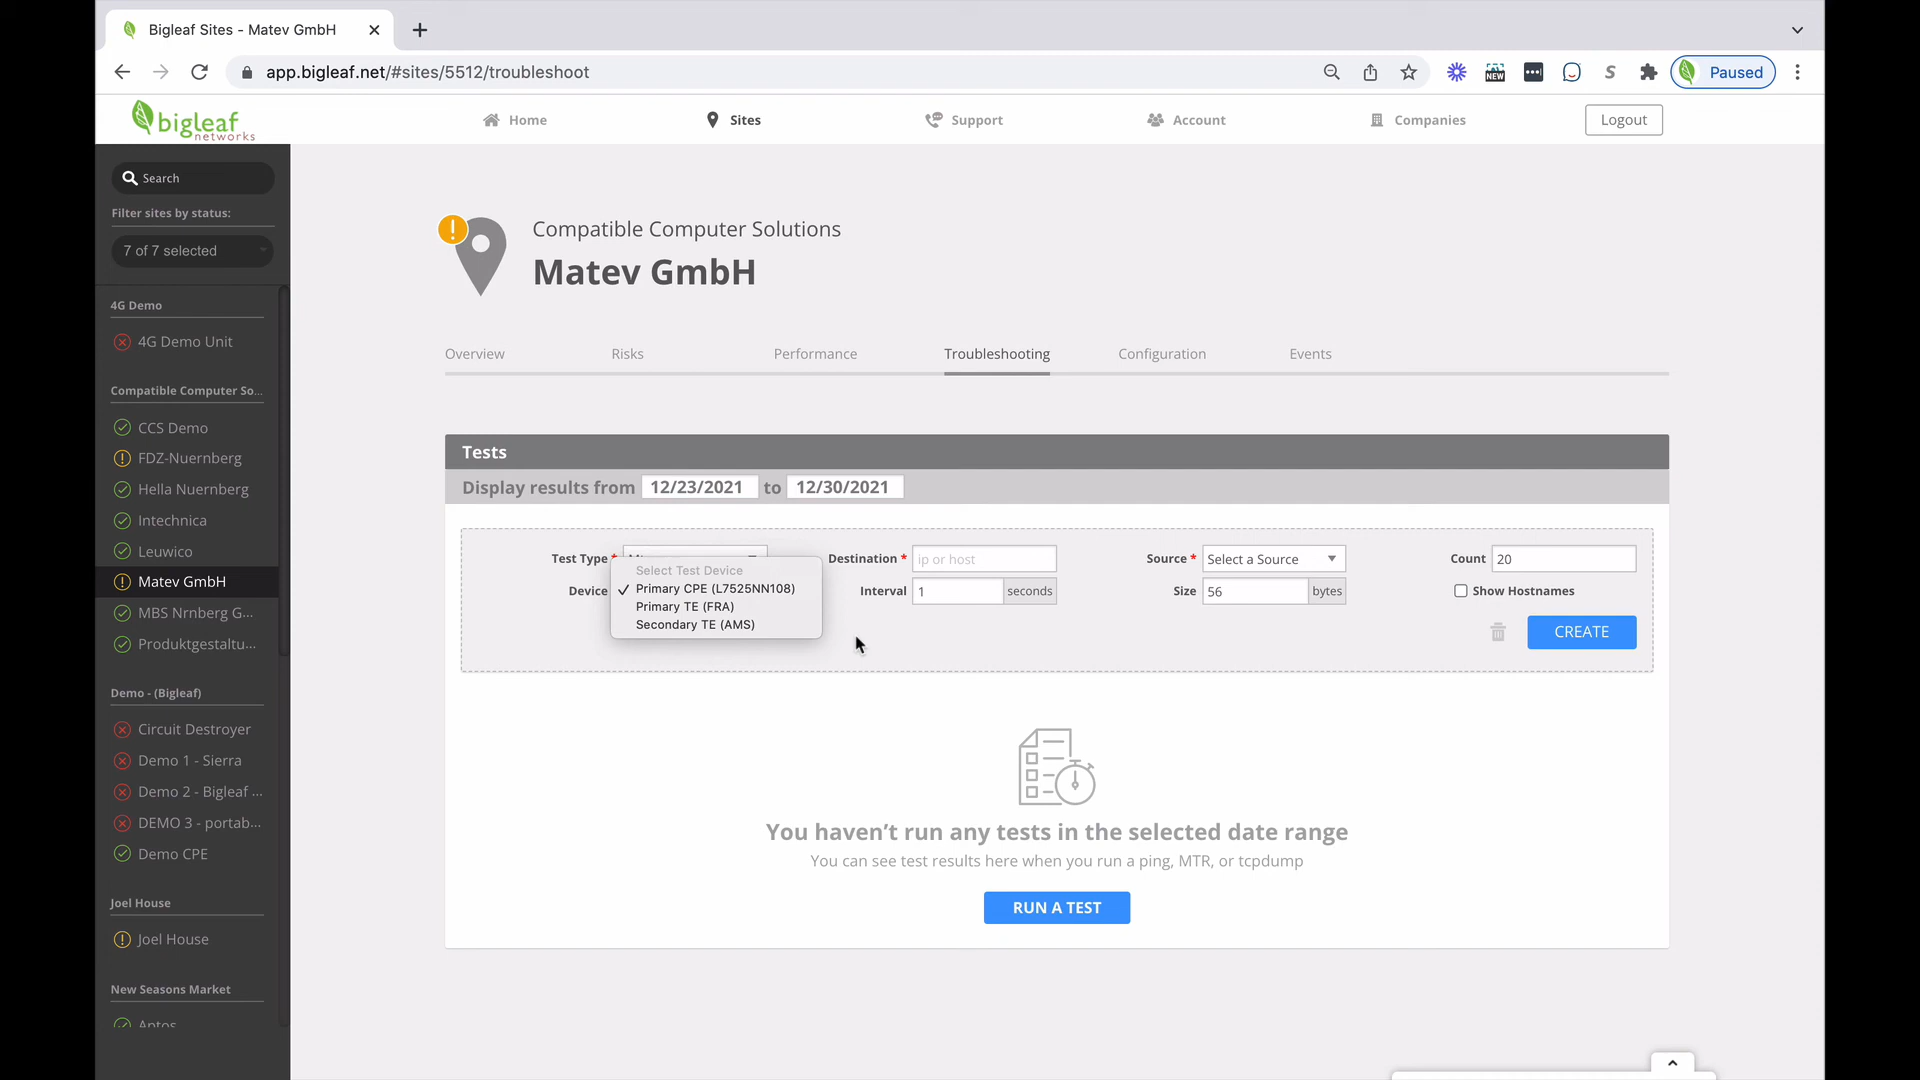 Bigleaf Sites - Matev GmbH
app.bigleaf.net/#sites/5512/troubleshoot
NEW
S
Paused
bigleaf
networks
Home
Sites
Support
Account
Companies
Logout
Search
Filter sites by status:
7 of 7 selected
4G Demo
4G Demo Unit
Compatible Computer So...
CCS Demo
FDZ-Nuernberg
Hella Nuernberg
Intechnica
Leuwico
Matev GmbH
MBS Nrnberg G...
Produktgestaltu...
Demo - (Bigleaf)
Circuit Destroyer
Demo 1 - Sierra
Demo 2 - Bigleaf ...
DEMO 3 - portab...
Demo CPE
Joel House
Joel House
New Seasons Market
Aptos
Compatible Computer Solutions
Matev GmbH
Overview
Risks
Performance
Troubleshooting
Configuration
Events
Tests
Display results from 12/23/2021 to 12/30/2021
Test Type *
Destination * ip or host
Source * Select a Source
Count 20
Device
Select Test Device
✓ Primary CPE (L7525NN108)
Primary TE (FRA)
Secondary TE (AMS)
Interval 1 seconds
Size 56 bytes
Show Hostnames
CREATE
You haven't run any tests in the selected date range
You can see test results here when you run a ping, MTR, or tcpdump
RUN A TEST